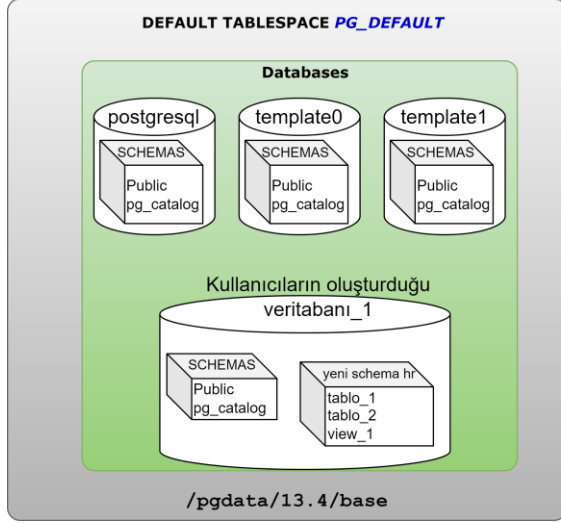 DEFAULT TABLESPACE PG_DEFAULT
Databases
postgresql
SCHEMAS
Public
pg_catalog
template0
SCHEMAS
Public
pg_catalog
template1
SCHEMAS
Public
pg_catalog
Kullanıcıların oluşturduğu
veritabanı_1
SCHEMAS
Public
pg_catalog
yeni schema hr
tablo_1
tablo_2
view_1
/pgdata/13.4/base